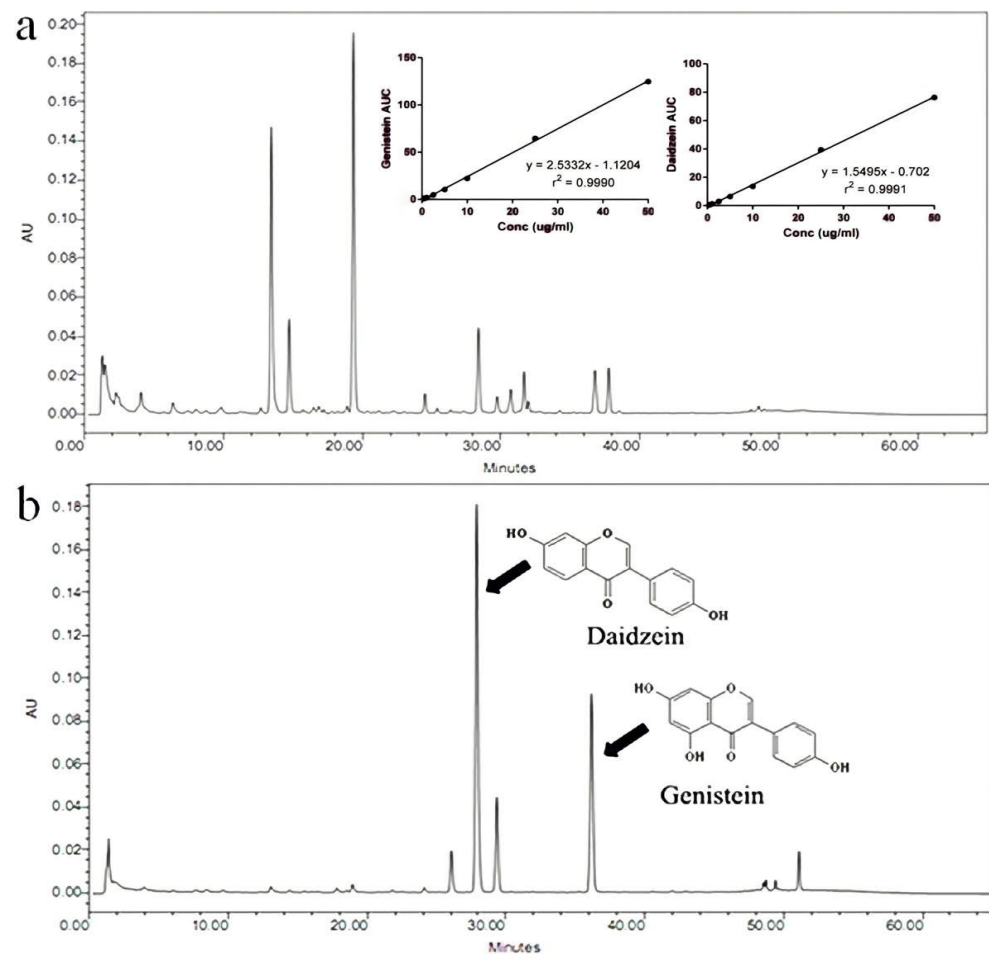 a
0.20
0.18
0.16
0.14
0.12
0.10
0.08
0.06
0.04
0.02
0.00
AU
0.00 10.00 20.00 30.00 40.00 50.00 60.00
Minutes
150
100
50
0
Genistein AUC
y = 2.5332x - 1.1204
r2 = 0.9990
0 10 20 30 40 50
Conc (ug/ml)
100
80
60
40
20
0
Daidzein AUC
y = 1.5495x - 0.702
r2 = 0.9991
0 10 20 30 40 50
Conc (ug/ml)
b
0.18
0.16
0.14
0.12
0.10
0.08
0.06
0.04
0.02
0.00
AU
HO
O
O
OH
Daidzein
HO
O
OH
O
OH
Genistein
0.00 10.00 20.00 30.00 40.00 50.00 60.00
Minutes